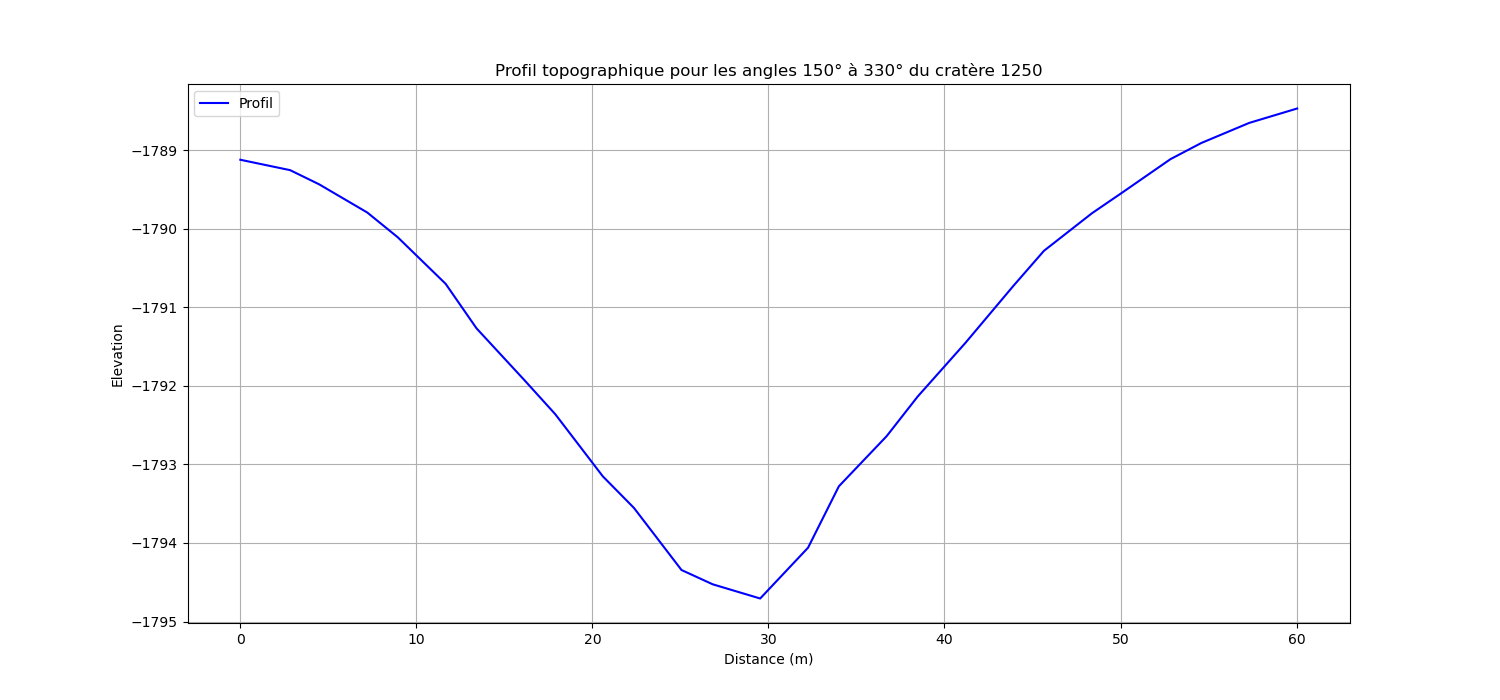 Profil topographique pour les angles 150° à 330° du cratère 1250
Profil
−1789
−1790
−1791
−1792
−1793
−1794
−1795
Elevation
0 10 20 30 40 50 60
Distance (m)